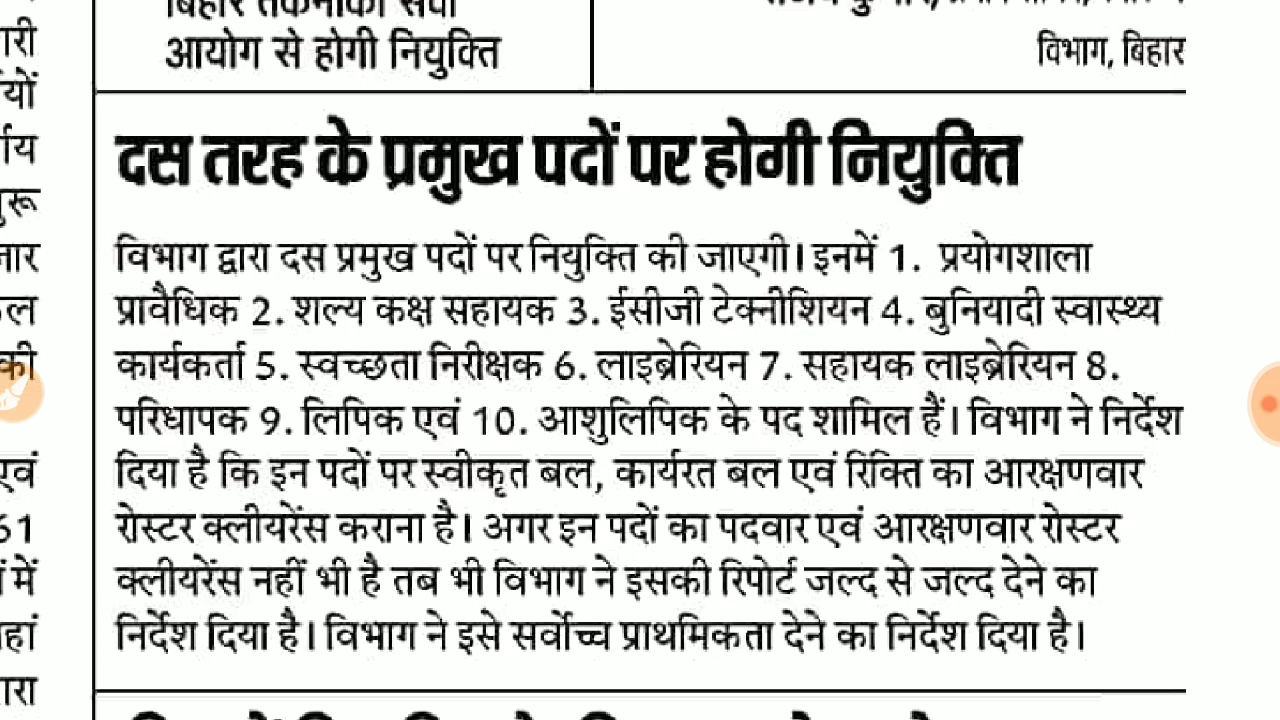 बिहार तकनीकी सेवा
आयोग से होगी नियुक्ति
विभाग, बिहार
दस तरह के प्रमुख पदों पर होगी नियुक्ति
विभाग द्वारा दस प्रमुख पदों पर नियुक्ति की जाएगी। इनमें 1. प्रयोगशाला
प्रावैधिक 2. शल्य कक्ष सहायक 3. ईसीजी टेक्नीशियन 4. बुनियादी स्वास्थ्य
कार्यकर्ता 5. स्वच्छता निरीक्षक 6. लाइब्रेरियन 7. सहायक लाइब्रेरियन 8.
परिधापक 9. लिपिक एवं 10. आशुलिपिक के पद शामिल हैं। विभाग ने निर्देश
दिया है कि इन पदों पर स्वीकृत बल, कार्यरत बल एवं रिक्ति का आरक्षणवार
रोस्टर क्लीयरेंस कराना है। अगर इन पदों का पदवार एवं आरक्षणवार रोस्टर
क्लीयरेंस नहीं भी है तब भी विभाग ने इसकी रिपोर्ट जल्द से जल्द देने का
निर्देश दिया है। विभाग ने इसे सर्वोच्च प्राथमिकता देने का निर्देश दिया है।